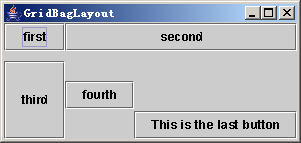 GridBagLayout
first second
third
fourth
This is the last button